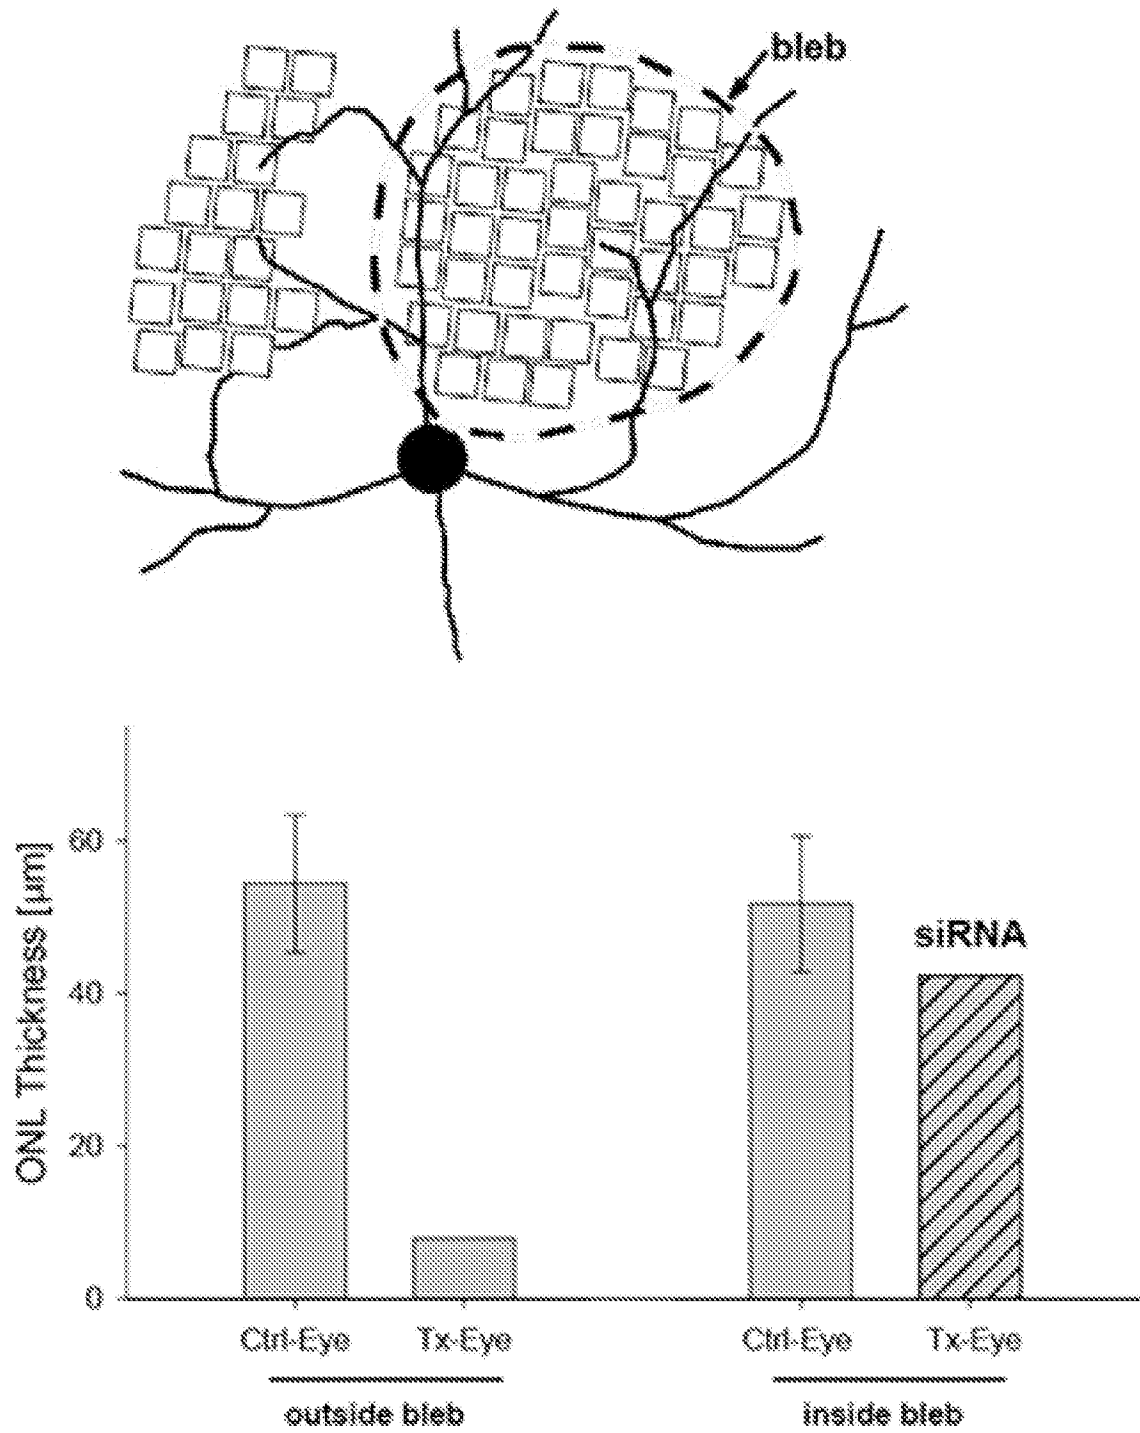 bleb
ONL Thickness [µm]
60
40
20
0
siRNA
Ctrl-Eye Tx-Eye Ctrl-Eye Tx-Eye
outside bleb inside bleb